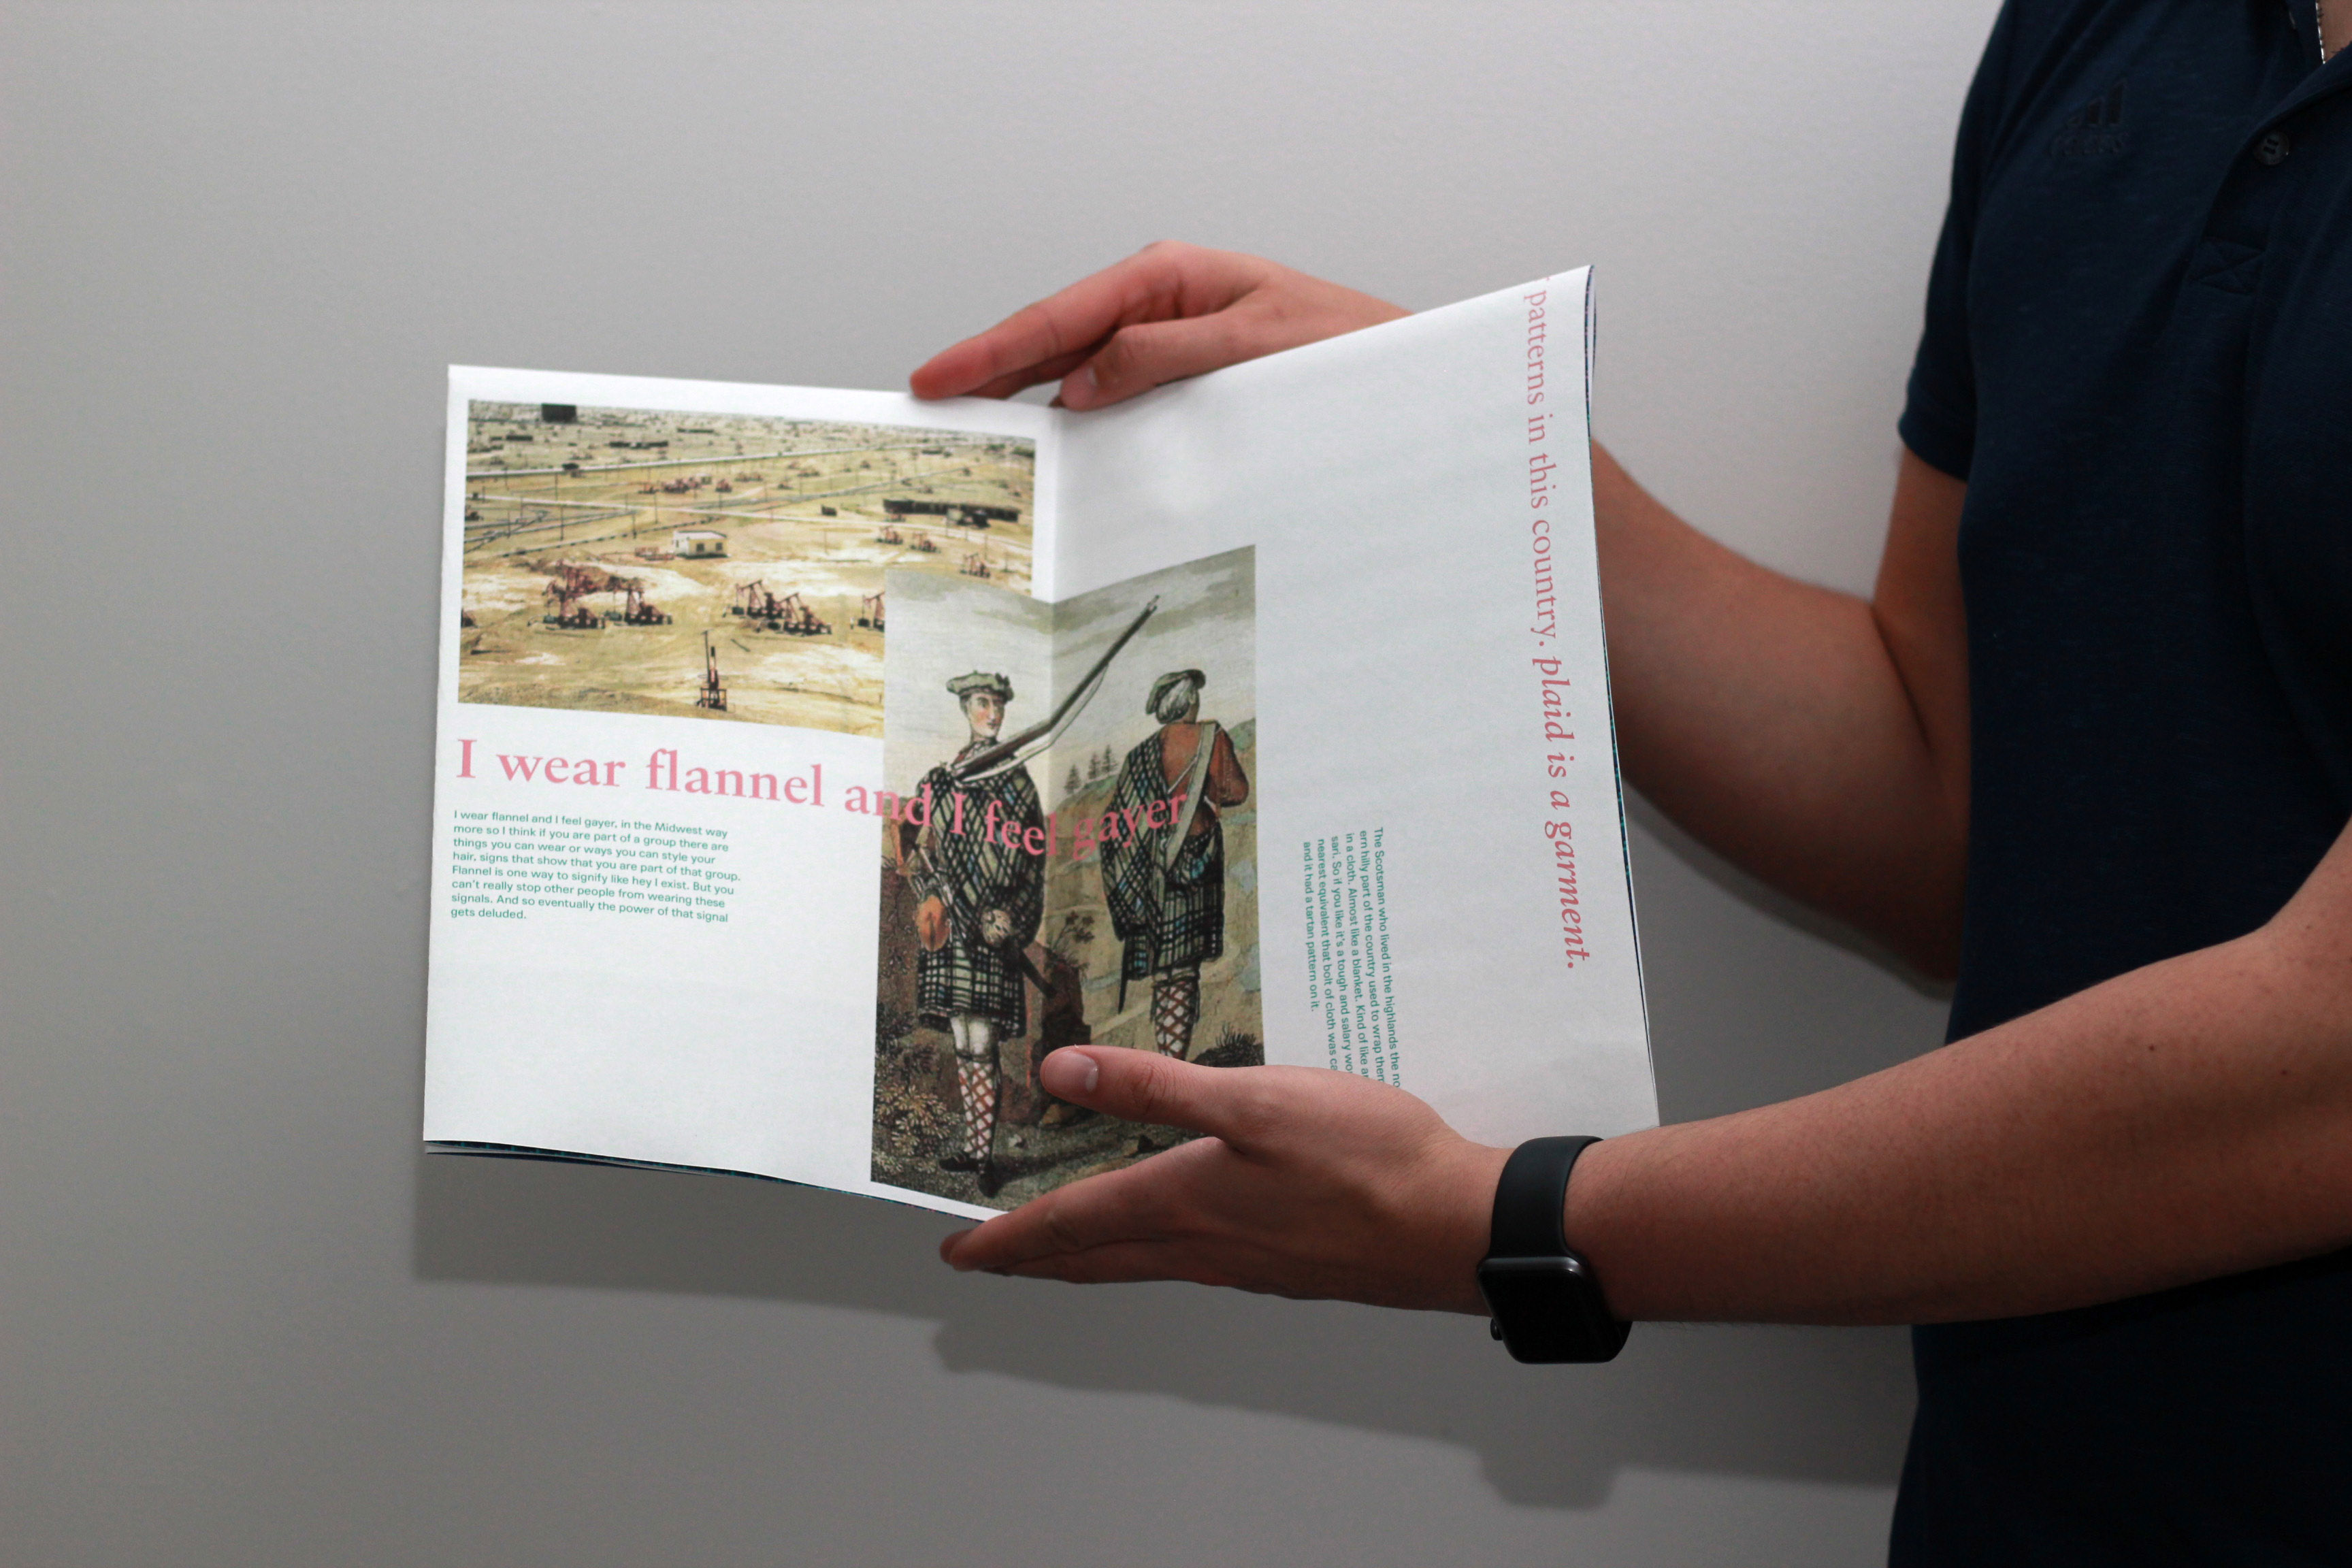 I wear flannel and I feel gayer
I wear flannel and I feel gayer, in the Midwest way
more so I think if you are part of a group there are
things you can wear or ways you can style your
hair, signs that show that you are part of that group.
Flannel is one way to signify like hey I exist. But you
can't really stop other people from wearing these
signals. And so eventually the power of that signal
gets deluded.
patterns in this country. plaid is a garment.
The Scotsman who lived in the highlands the no
ern hilly part of the country used to wrap them
in a cloth. Almost like a blanket. Kind of like a
sari. So if you like it's a tough and salary wo
nearest equivalent that bolt of cloth was ca
and it had a tartan pattern on it.
adidas